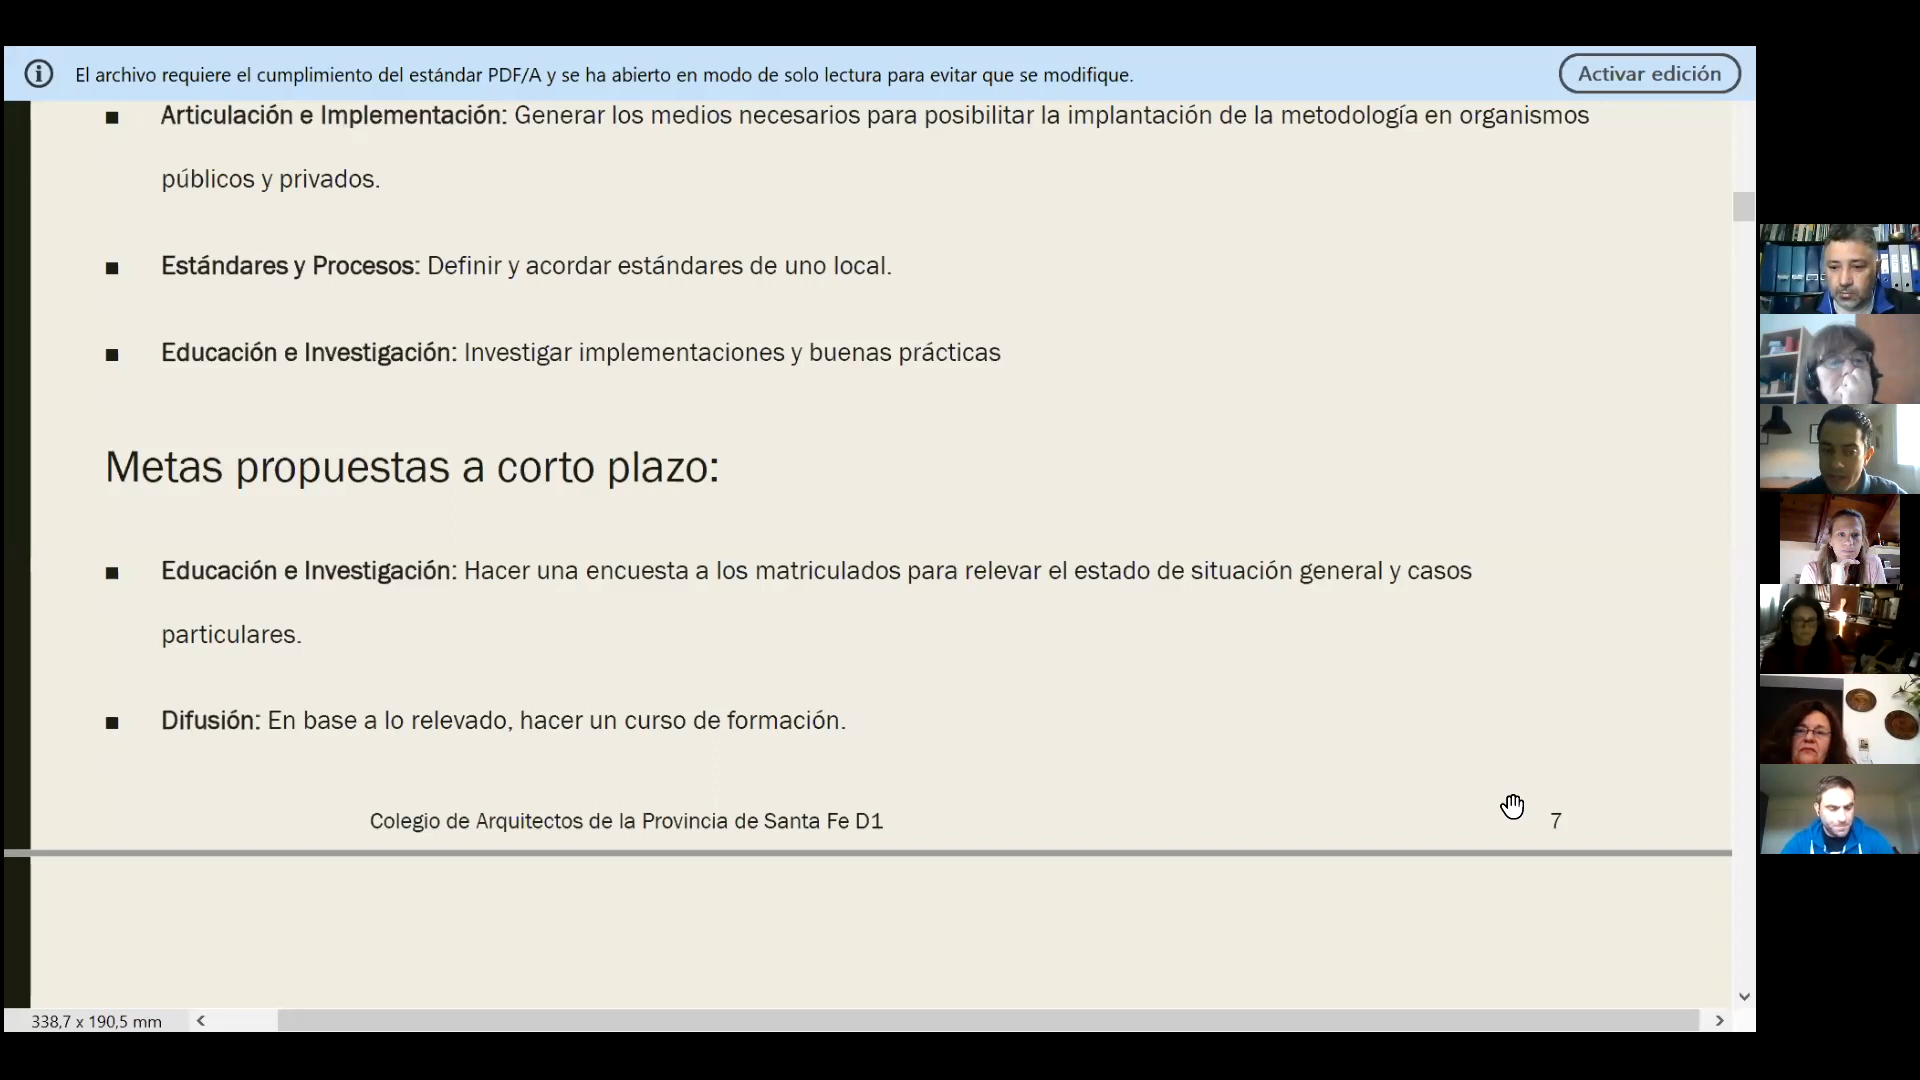 El archivo requiere el cumplimiento del estándar PDF/A y se ha abierto en modo de solo lectura para evitar que se modifique.
Activar edición
■ Articulación e Implementación: Generar los medios necesarios para posibilitar la implantación de la metodología en organismos
públicos y privados.
■ Estándares y Procesos: Definir y acordar estándares de uno local.
■ Educación e Investigación: Investigar implementaciones y buenas prácticas
Metas propuestas a corto plazo:
■ Educación e Investigación: Hacer una encuesta a los matriculados para relevar el estado de situación general y casos
particulares.
■ Difusión: En base a lo relevado, hacer un curso de formación.
Colegio de Arquitectos de la Provincia de Santa Fe D1
7
338,7 x 190,5 mm